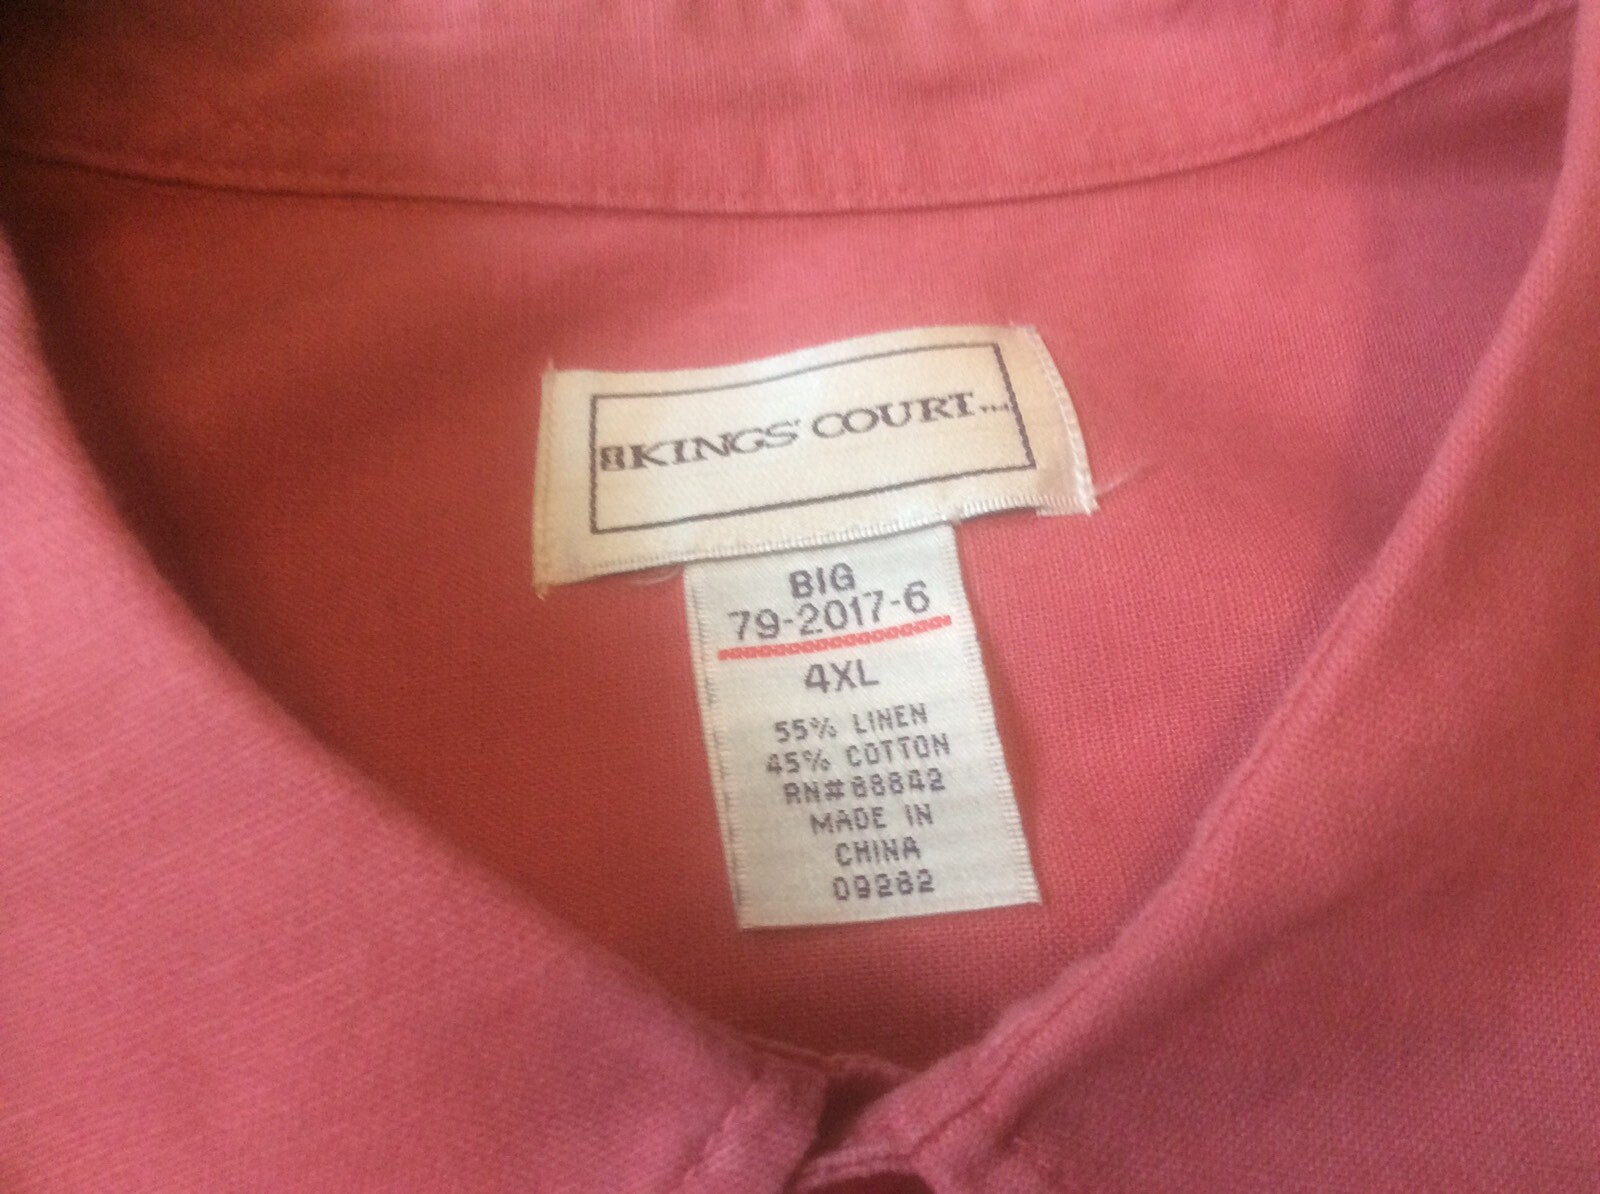 KINGS' COURT
BIG
79-2017-6
4XL
55% LINEN
45% COTTON
RN#88842
MADE IN
CHINA
09282